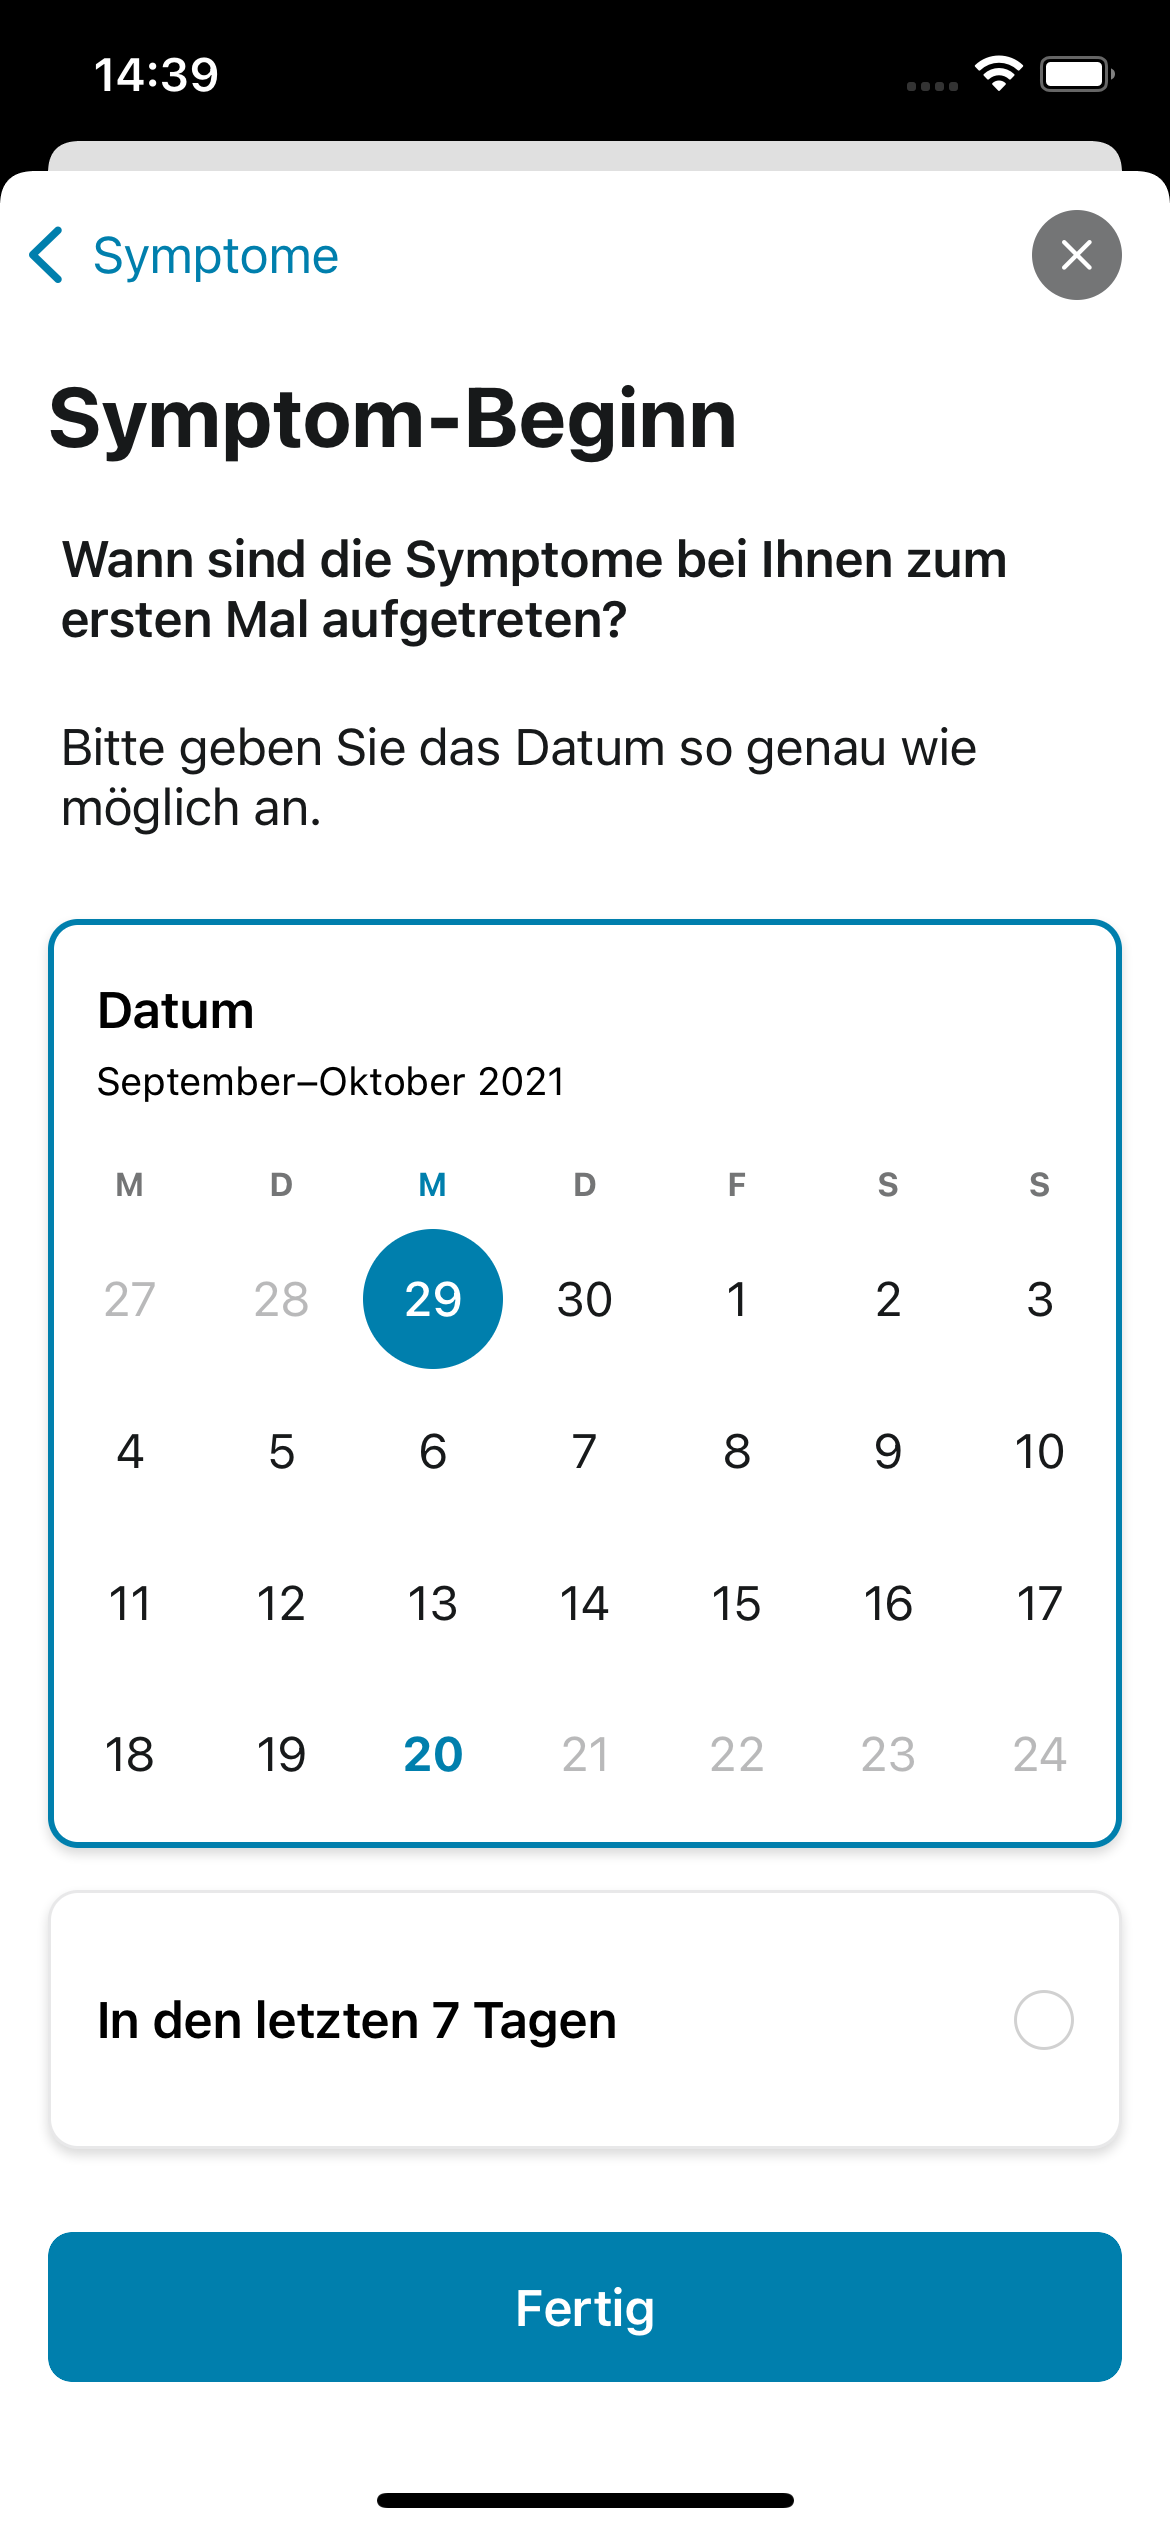 14:39
Symptome
Symptom-Beginn
Wann sind die Symptome bei Ihnen zum
ersten Mal aufgetreten?
Bitte geben Sie das Datum so genau wie
möglich an.
Datum
September–Oktober 2021
M D M D F S S
27 28 29 30 1 2 3
4 5 6 7 8 9 10
11 12 13 14 15 16 17
18 19 20 21 22 23 24
In den letzten 7 Tagen
Fertig